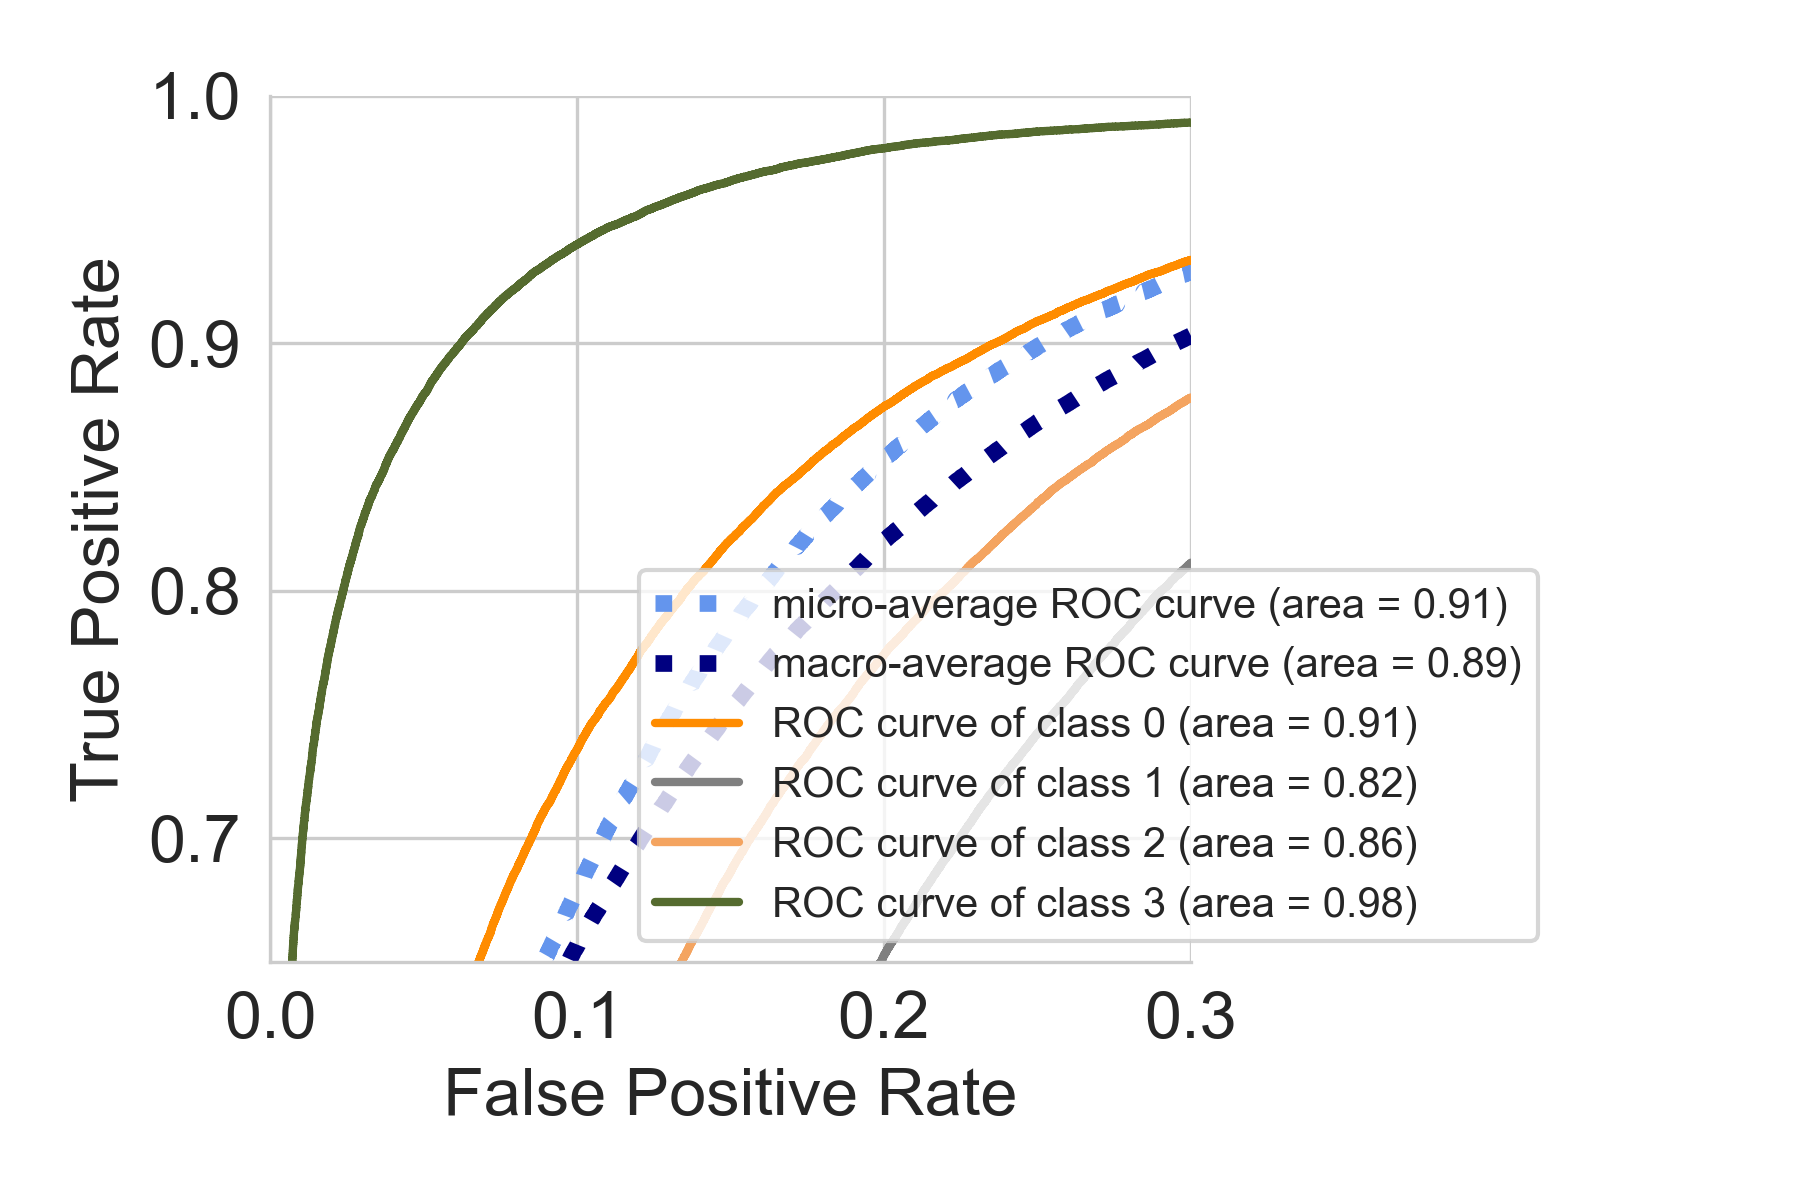 1.0
0.9
0.8
0.7
True Positive Rate
micro-average ROC curve (area = 0.91)
macro-average ROC curve (area = 0.89)
ROC curve of class 0 (area = 0.91)
ROC curve of class 1 (area = 0.82)
ROC curve of class 2 (area = 0.86)
ROC curve of class 3 (area = 0.98)
0.0 0.1 0.2 0.3
False Positive Rate